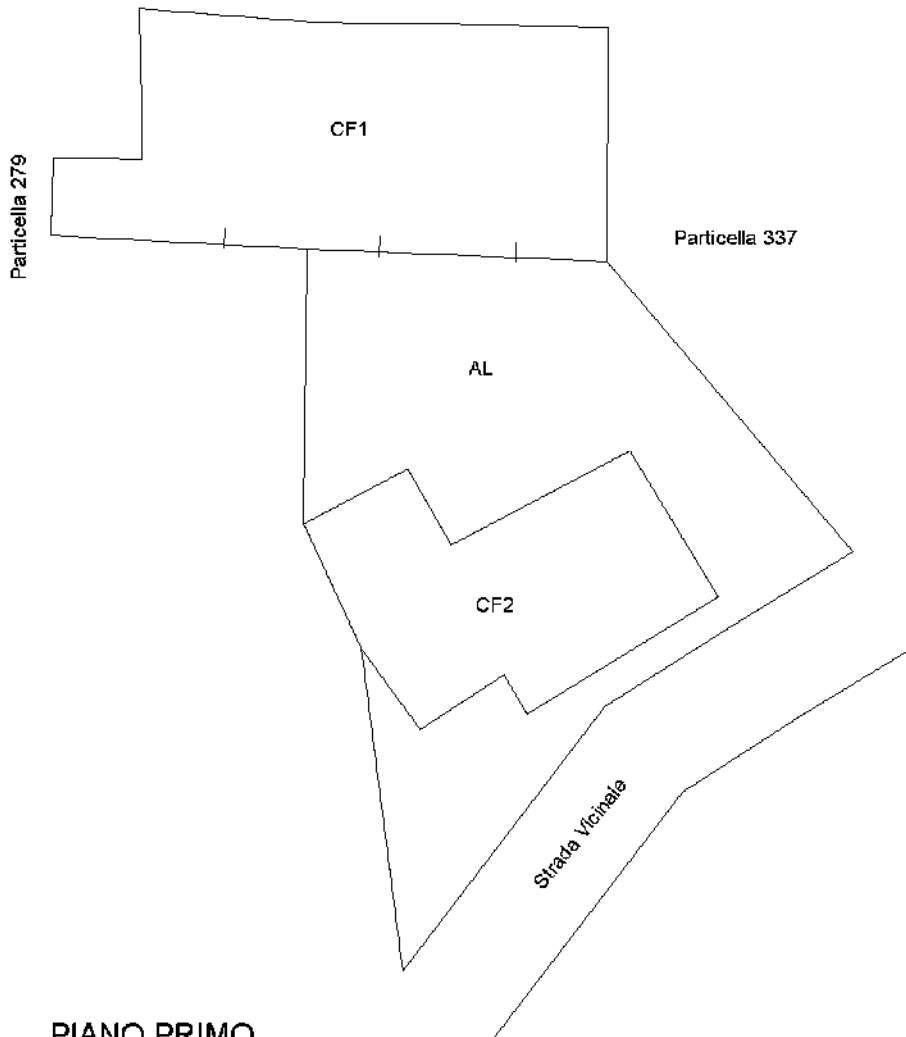 CF1
Particella 279
Particella 337
AL
CF2
Strada Vicinale
PIANO PRIMO